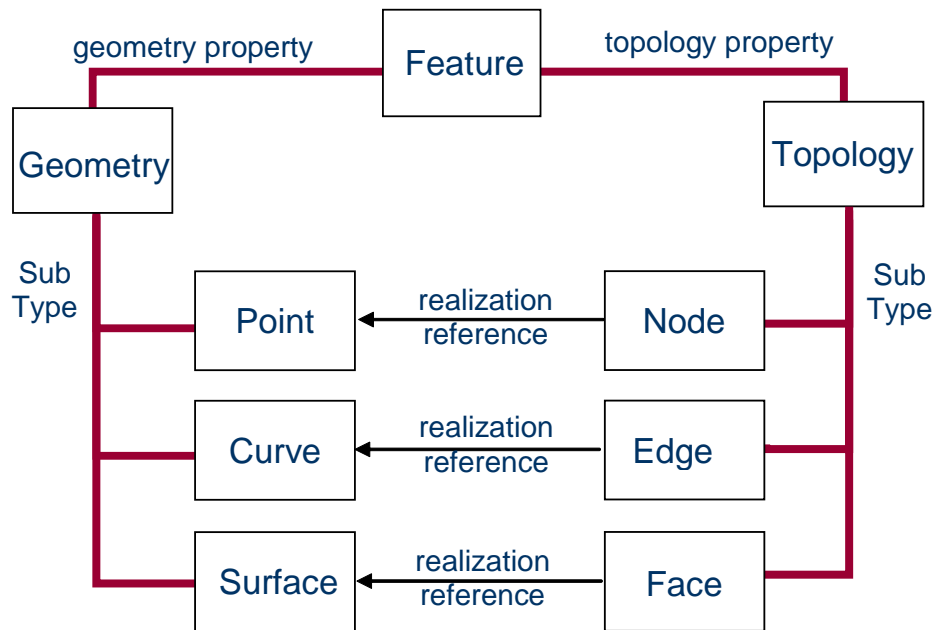 geometry property
Feature
topology property
Geometry
Topology
Sub
Type
Sub
Type
Point
realization
reference
Node
Curve
realization
reference
Edge
Surface
realization
reference
Face